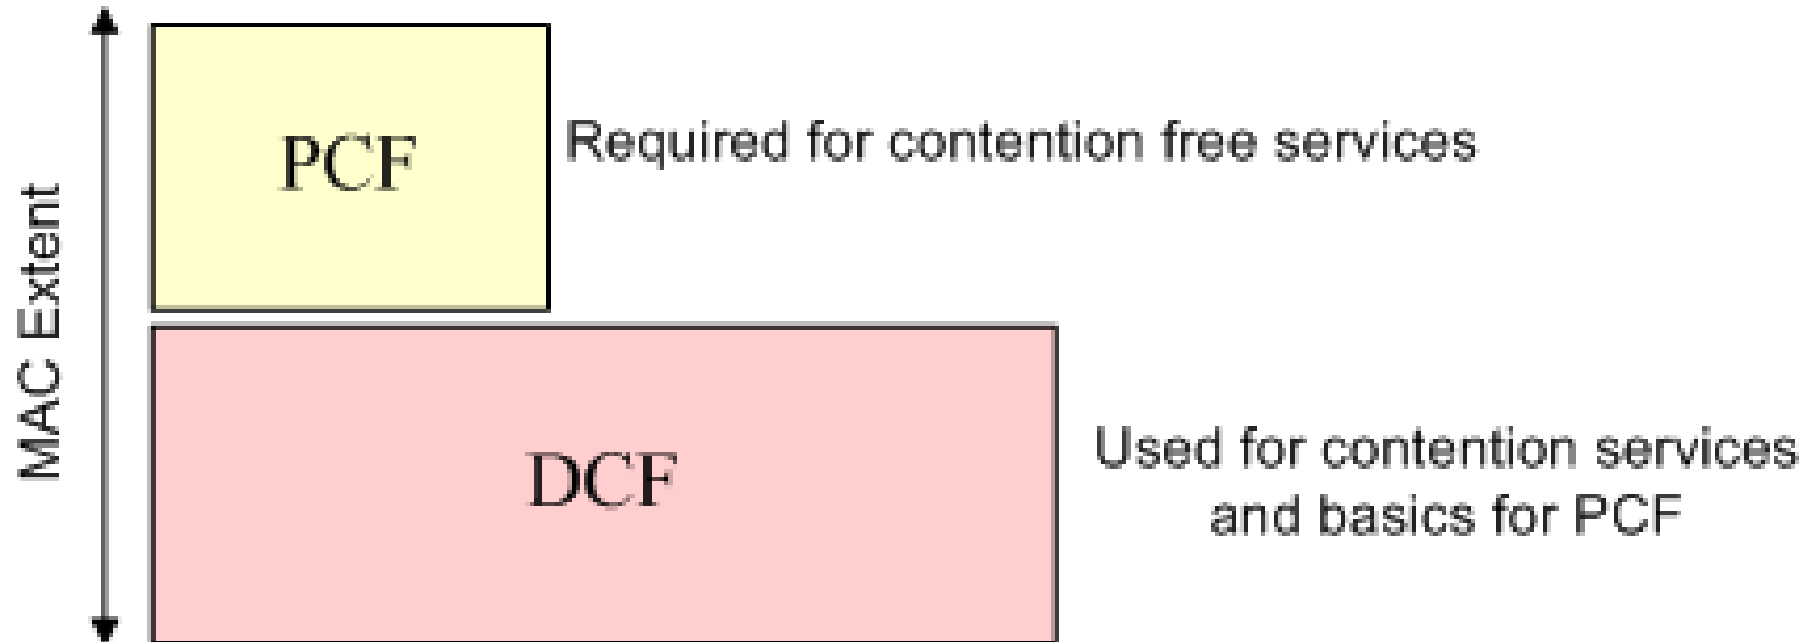 MAC Extent
PCF
Required for contention free services
DCF
Used for contention services
and basics for PCF